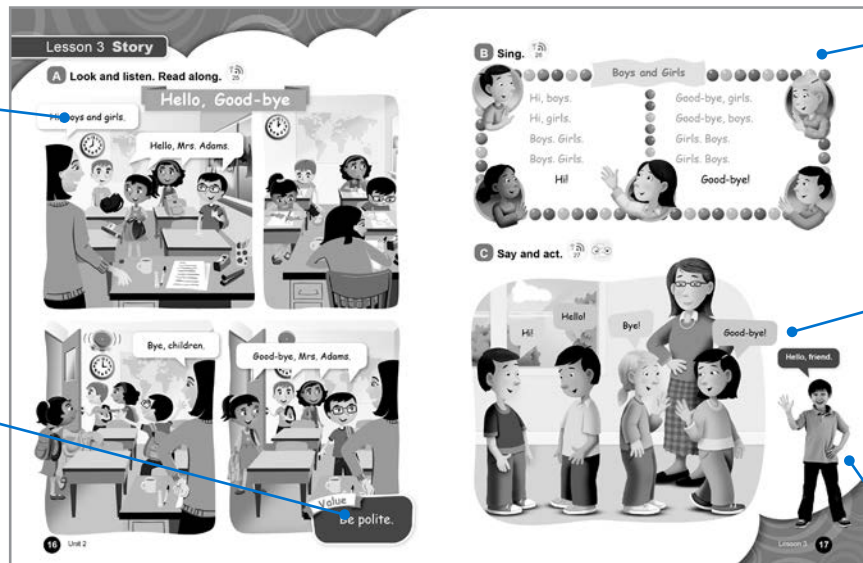 Lesson 3 Story
A Look and listen. Read along.
25
Hello, Good-bye
Hi, boys and girls.
Hello, Mrs. Adams.
Bye, children.
Good-bye, Mrs. Adams.
Value
Be polite.
16 Unit 2
B Sing.
26
Boys and Girls
Hi, boys.
Hi, girls.
Boys. Girls.
Boys. Girls.
Hi!
Good-bye, girls.
Good-bye, boys.
Girls. Boys.
Girls. Boys.
Good-bye!
C Say and act.
27
Hi!
Hello!
Bye!
Good-bye!
Hello, friend.
Lesson 3 17